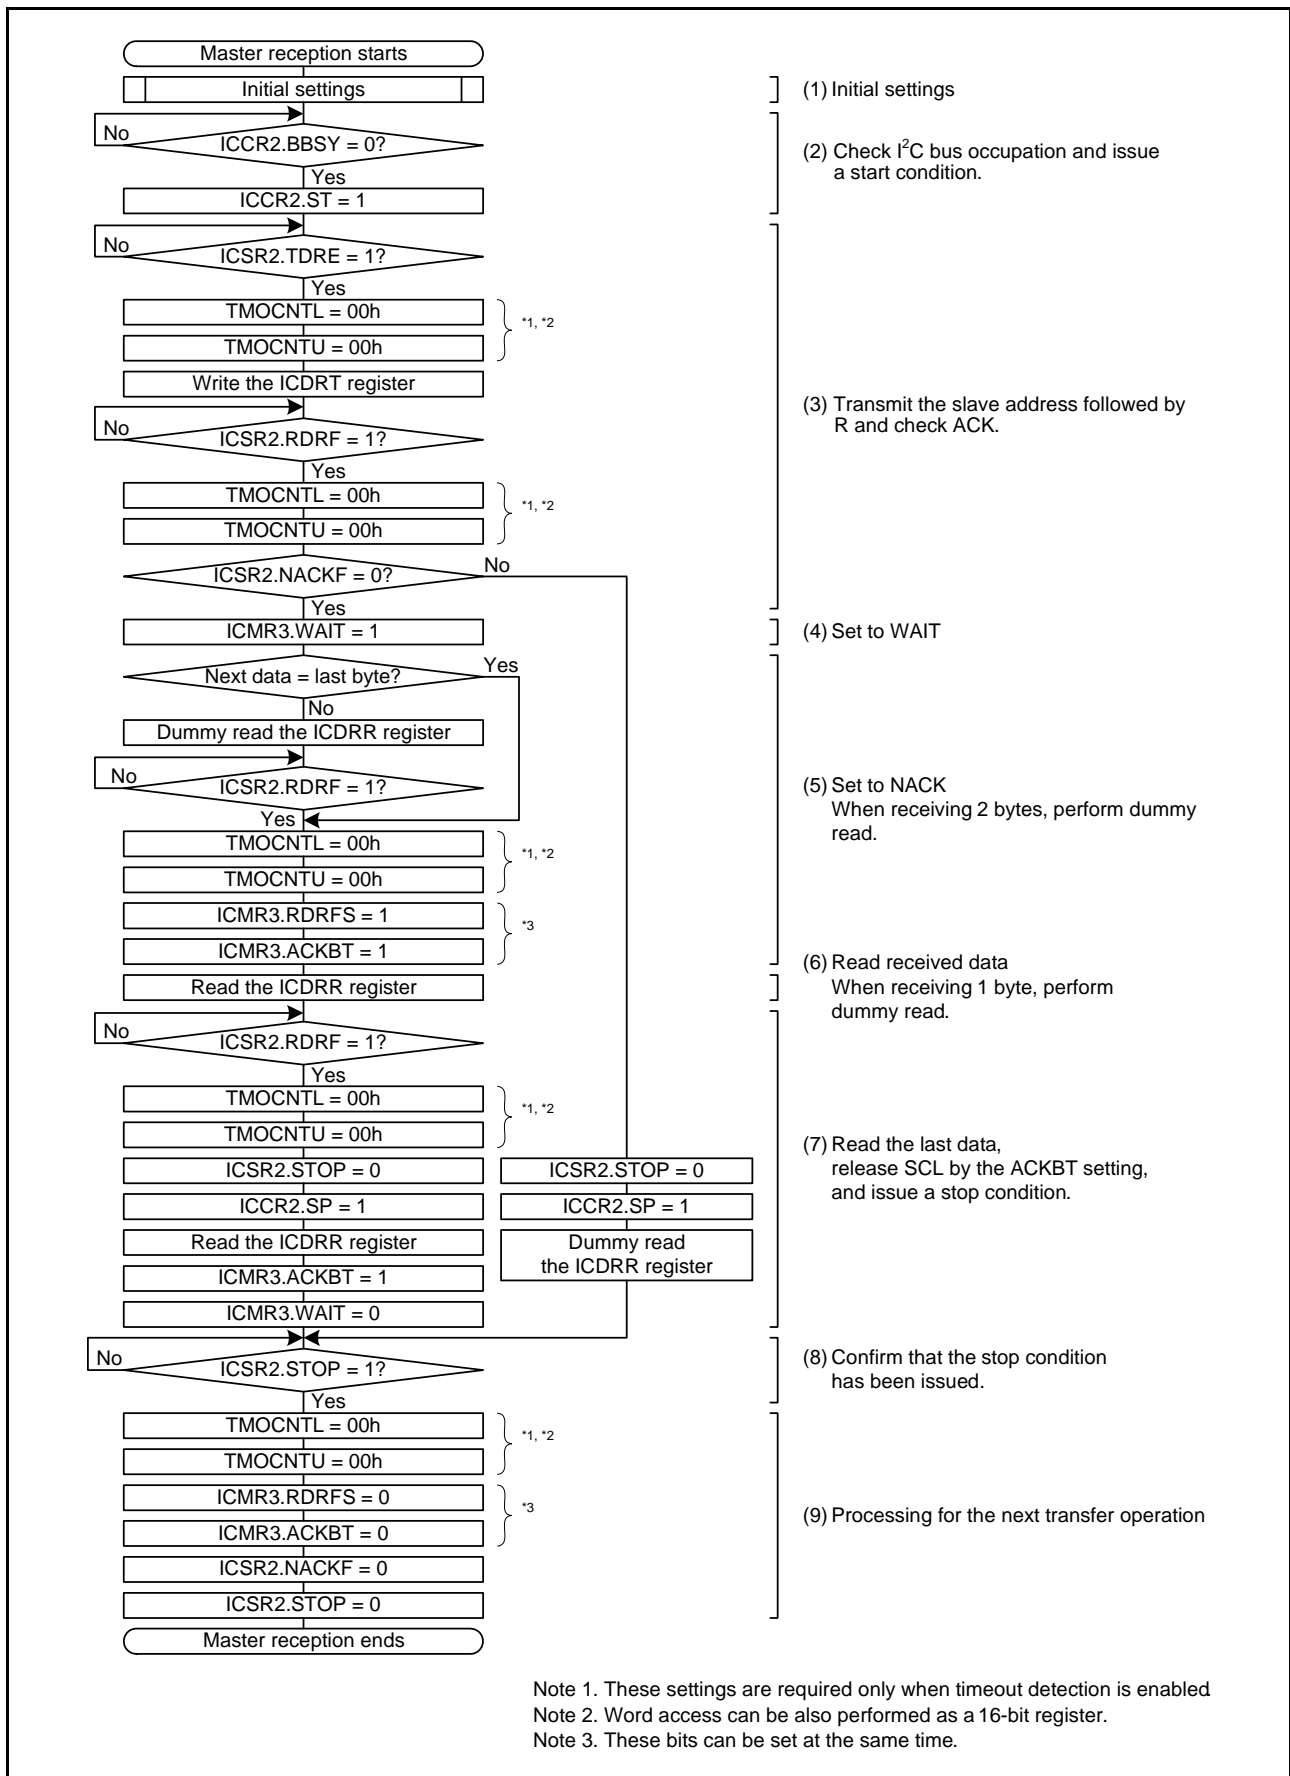 Master reception starts
Initial settings
(1) Initial settings
No
ICCR2.BBSY = 0?
Yes
ICCR2.ST = 1
(2) Check I²C bus occupation and issue
a start condition.
No
ICSR2.TDRE = 1?
Yes
TMOCNTL = 00h
*1, *2
TMOCNTU = 00h
Write the ICDRT register
No
ICSR2.RDRF = 1?
Yes
(3) Transmit the slave address followed by
R and check ACK.
TMOCNTL = 00h
*1, *2
TMOCNTU = 00h
ICSR2.NACKF = 0?
No
Yes
ICMR3.WAIT = 1
(4) Set to WAIT
Next data = last byte?
Yes
No
Dummy read the ICDRR register
No
ICSR2.RDRF = 1?
Yes
(5) Set to NACK
When receiving 2 bytes, perform dummy
read.
TMOCNTL = 00h
*1, *2
TMOCNTU = 00h
ICMR3.RDRFS = 1
*3
ICMR3.ACKBT = 1
Read the ICDRR register
(6) Read received data
When receiving 1 byte, perform
dummy read.
No
ICSR2.RDRF = 1?
Yes
TMOCNTL = 00h
*1, *2
TMOCNTU = 00h
ICSR2.STOP = 0
ICCR2.SP = 1
Read the ICDRR register
ICMR3.ACKBT = 1
ICMR3.WAIT = 0
ICSR2.STOP = 0
ICCR2.SP = 1
Dummy read
the ICDRR register
(7) Read the last data,
release SCL by the ACKBT setting,
and issue a stop condition.
No
ICSR2.STOP = 1?
Yes
(8) Confirm that the stop condition
has been issued.
TMOCNTL = 00h
*1, *2
TMOCNTU = 00h
ICMR3.RDRFS = 0
*3
ICMR3.ACKBT = 0
ICSR2.NACKF = 0
ICSR2.STOP = 0
(9) Processing for the next transfer operation
Master reception ends
Note 1. These settings are required only when timeout detection is enabled.
Note 2. Word access can be also performed as a 16-bit register.
Note 3. These bits can be set at the same time.